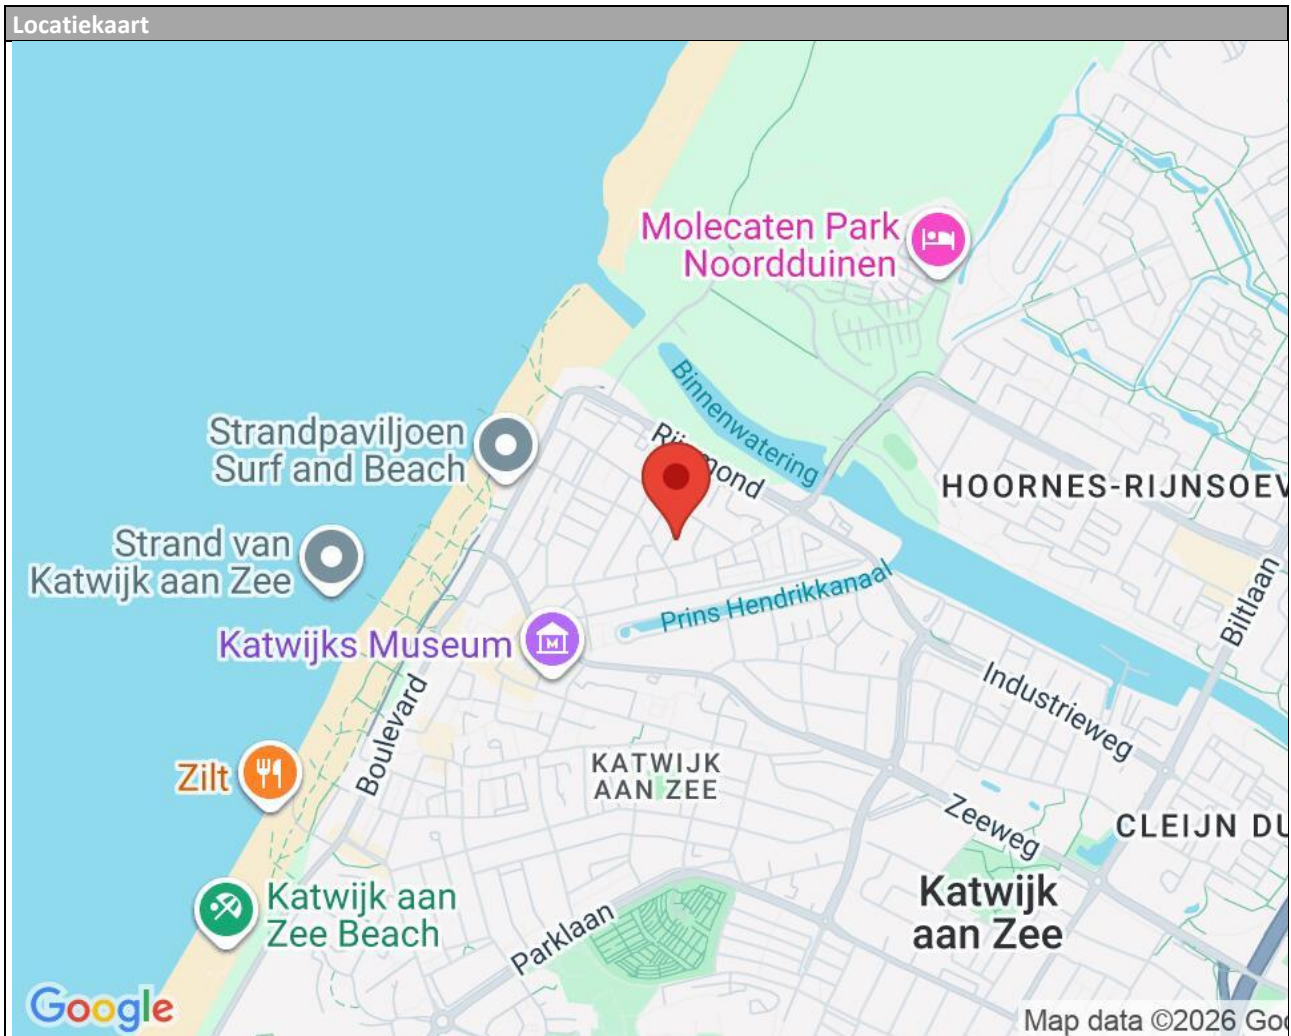 Locatiekaart
Molecaten Park
Noordduinen
Binnenwatering
Strandpaviljoen
Surf and Beach
HOORNES-RIJNSOEV
Strand van
Katwijk aan Zee
Prins Hendrikkanaal
Biltlaan
Katwijks Museum
Industrieweg
Boulevard
Zilt
KATWIJK
AAN ZEE
Zeeweg
CLEIJN DU
Katwijk
aan Zee
Katwijk aan
Zee Beach
Parklaan
Google
Map data ©2026 Goo